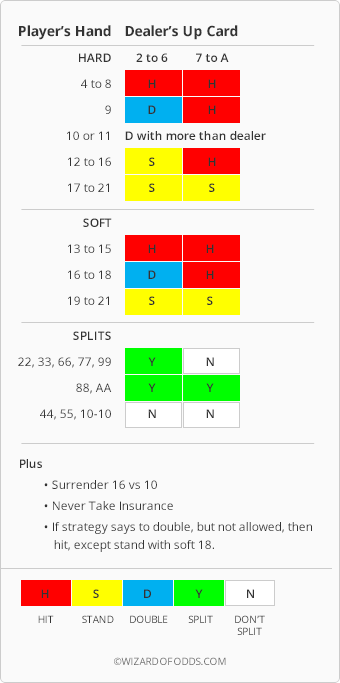 Player's Hand Dealer's Up Card
HARD 2 to 6 7 to A
4 to 8 H H
9 D H
10 or 11 D with more than dealer
12 to 16 S H
17 to 21 S S
SOFT
13 to 15 H H
16 to 18 D H
19 to 21 S S
SPLITS
22, 33, 66, 77, 99 Y N
88, AA Y Y
44, 55, 10-10 N N
Plus
• Surrender 16 vs 10
• Never Take Insurance
• If strategy says to double, but not allowed, then
hit, except stand with soft 18.
H S D Y N
HIT STAND DOUBLE SPLIT DON'T
SPLIT
©WIZARDOFODDS.COM